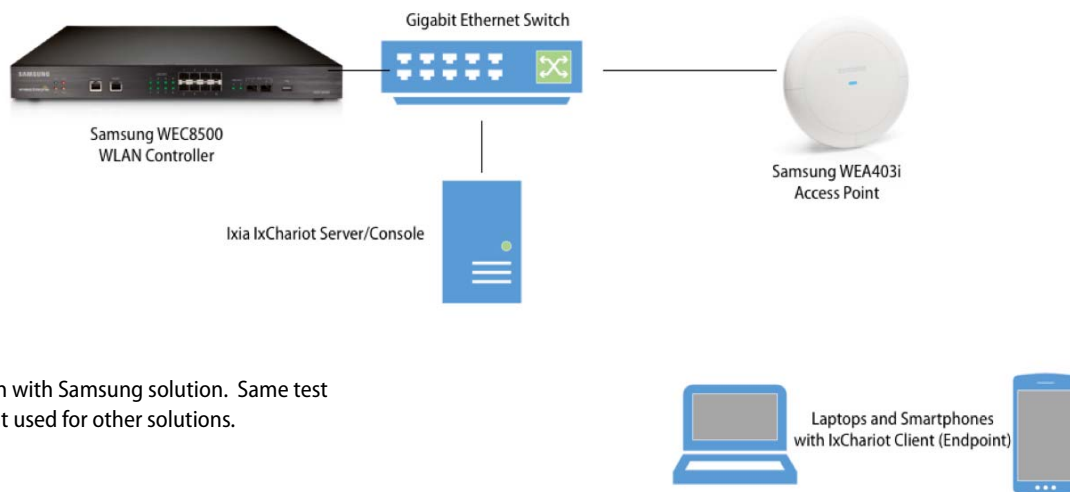 Gigabit Ethernet Switch
SAMSUNG
Samsung WEC8500
WLAN Controller
Samsung WEA403i
Access Point
Ixia IxChariot Server/Console
n with Samsung solution. Same test
t used for other solutions.
Laptops and Smartphones
with IxChariot Client (Endpoint)